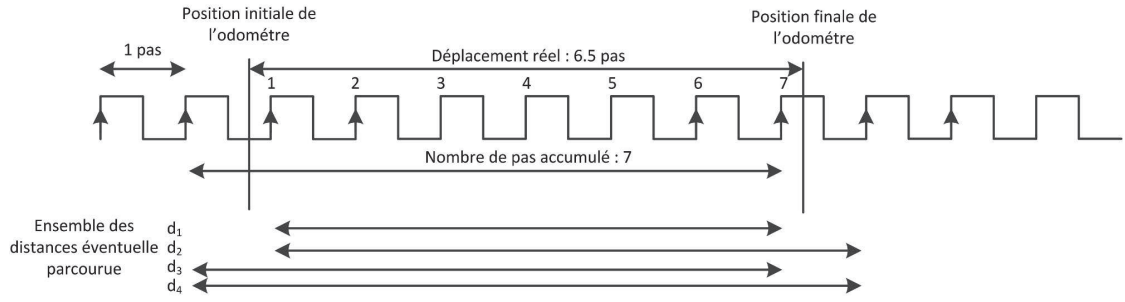 Position initiale de
l'odométre
Position finale de
l'odométre
1 pas
Déplacement réel : 6.5 pas
1 2 3 4 5 6 7
Nombre de pas accumulé : 7
Ensemble des
distances éventuelle
parcourue
d₁
d₂
d₃
d₄